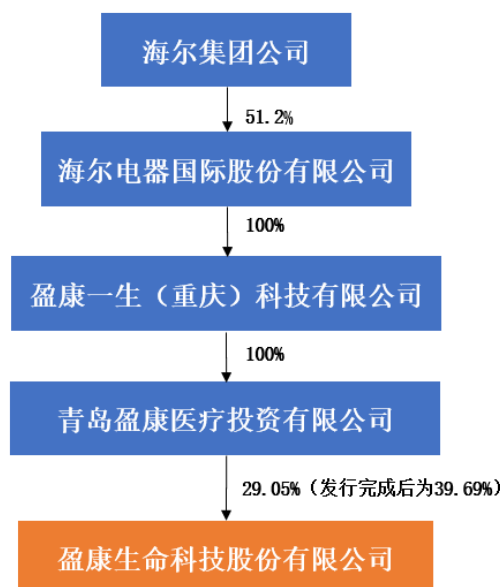 海尔集团公司
51.2%
海尔电器国际股份有限公司
100%
盈康一生（重庆）科技有限公司
100%
青岛盈康医疗投资有限公司
29.05%（发行完成后为39.69%）
盈康生命科技股份有限公司